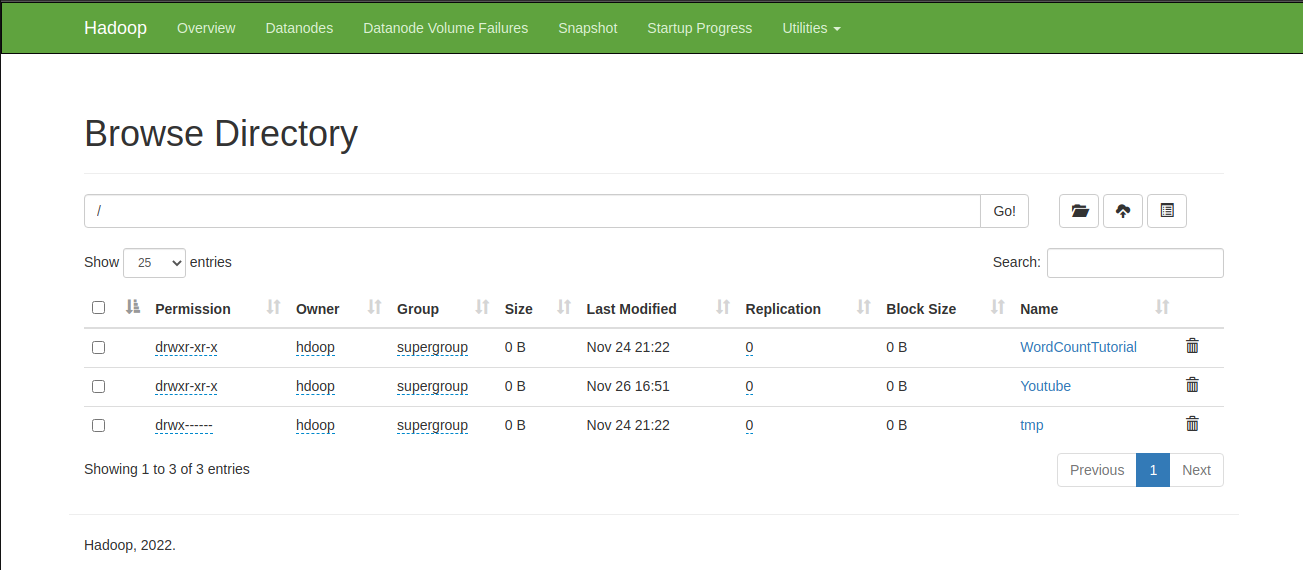 Hadoop Overview Datanodes Datanode Volume Failures Snapshot Startup Progress Utilities
Browse Directory
/ Go!
Show 25 entries Search:
Permission Owner Group Size Last Modified Replication Block Size Name
drwxr-xr-x hdoop supergroup 0 B Nov 24 21:22 0 0 B WordCountTutorial
drwxr-xr-x hdoop supergroup 0 B Nov 26 16:51 0 0 B Youtube
drwx------ hdoop supergroup 0 B Nov 24 21:22 0 0 B tmp
Showing 1 to 3 of 3 entries Previous 1 Next
Hadoop, 2022.